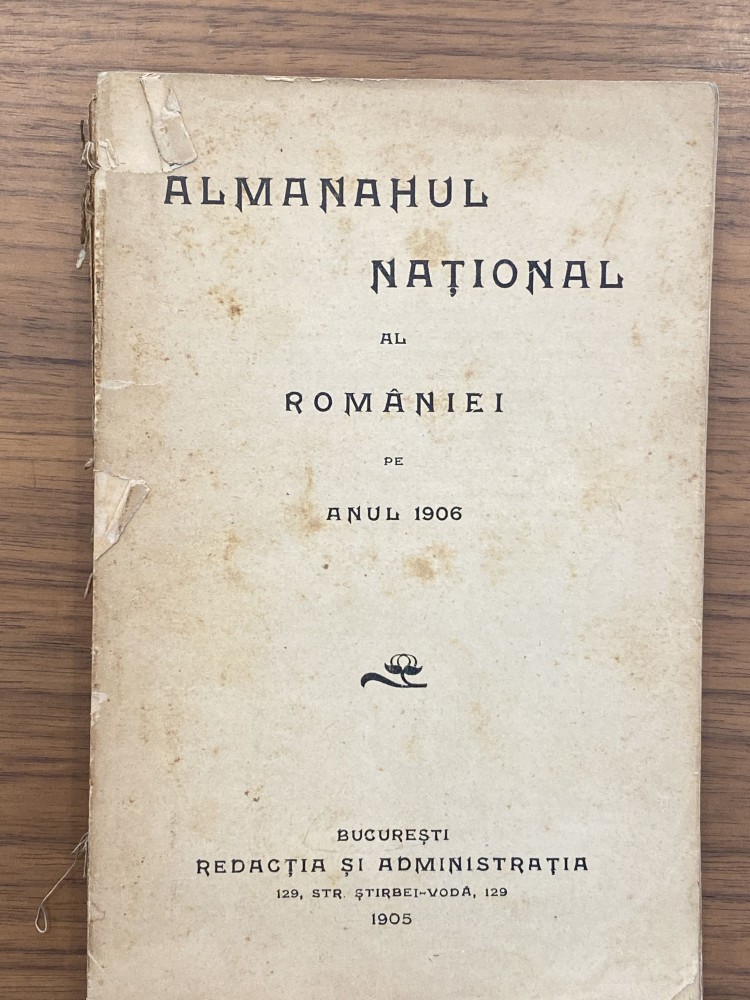 ALMANAHUL
NAȚIONAL
AL
ROMÂNIEI
PE
ANUL 1906
BUCUREȘTI
REDACȚIA ȘI ADMINISTRAȚIA
129, STR. ȘTIRBEI-VODĂ, 129
1905